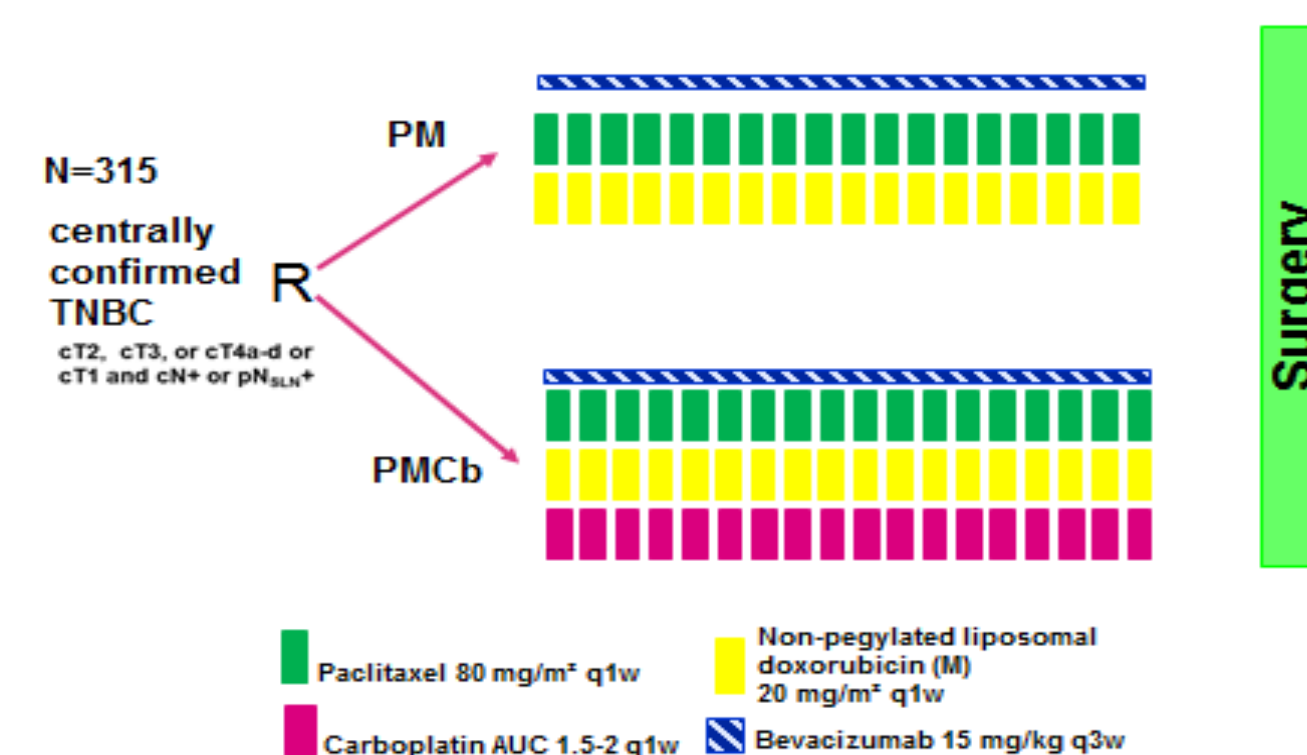 PM
N=315
centrally
confirmed
TNBC
R
cT2, cT3, or cT4a-d or
cT1 and cN+ or pNSLN+
PMCb
Surgery
Paclitaxel 80 mg/m² q1w
Non-pegylated liposomal
doxorubicin (M)
20 mg/m² q1w
Carboplatin AUC 1.5-2 q1w
Bevacizumab 15 mg/kg q3w